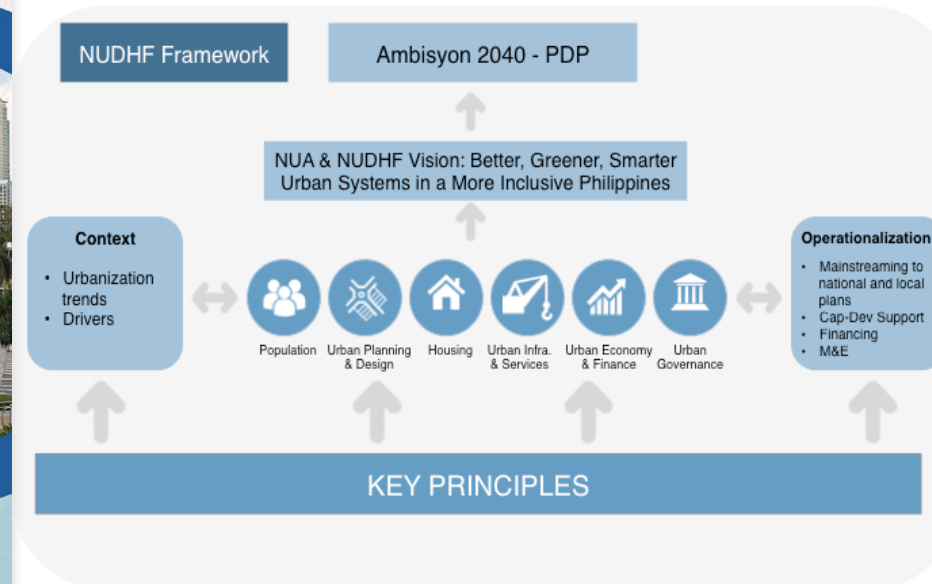 NUDHF Framework
Ambisyon 2040 - PDP
NUA & NUDHF Vision: Better, Greener, Smarter
Urban Systems in a More Inclusive Philippines
Context
• Urbanization
trends
• Drivers
Population
Urban Planning
& Design
Housing
Urban Infra.
& Services
Urban Economy
& Finance
Urban
Governance
Operationalization
• Mainstreaming to
national and local
plans
• Cap-Dev Support
• Financing
• M&E
KEY PRINCIPLES